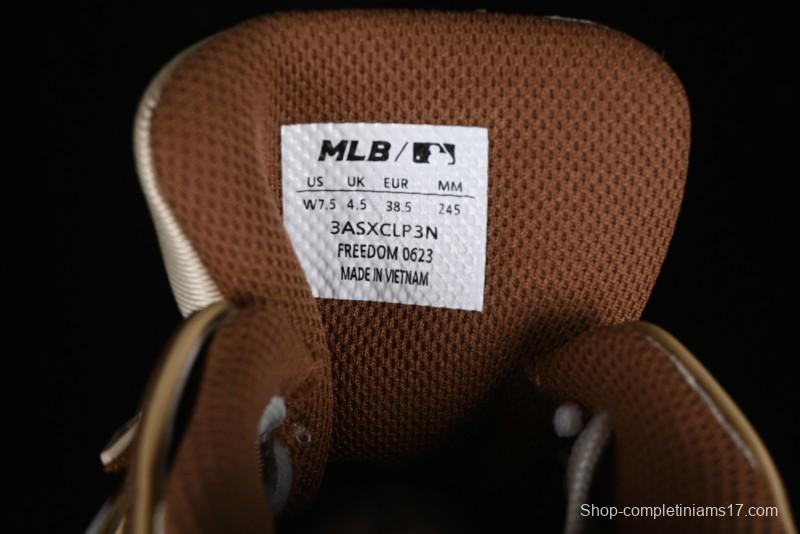 MLB /
US UK EUR MM
W7.5 4.5 38.5 245
3ASXCLP3N
FREEDOM 0623
MADE IN VIETNAM
Shop-completiniams17.com